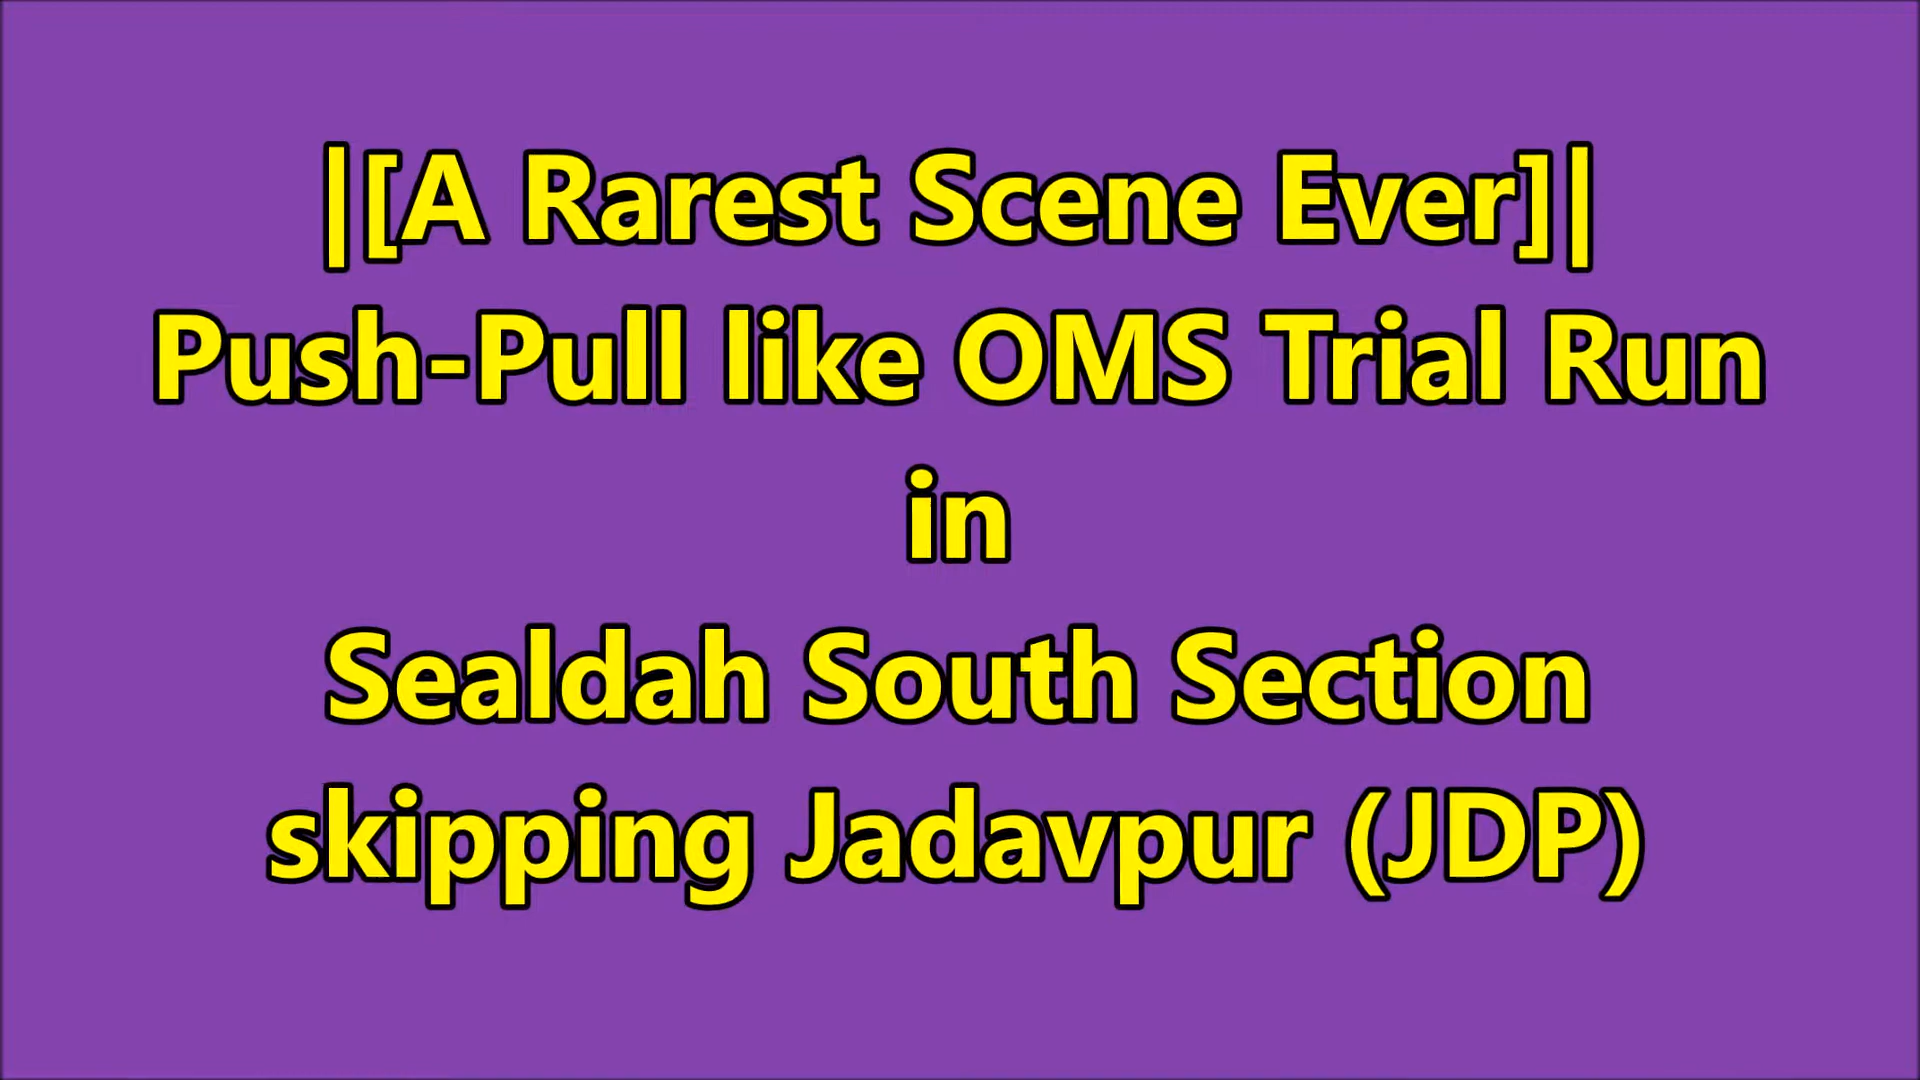 |[A Rarest Scene Ever]|
Push-Pull like OMS Trial Run
in
Sealdah South Section
skipping Jadavpur (JDP)